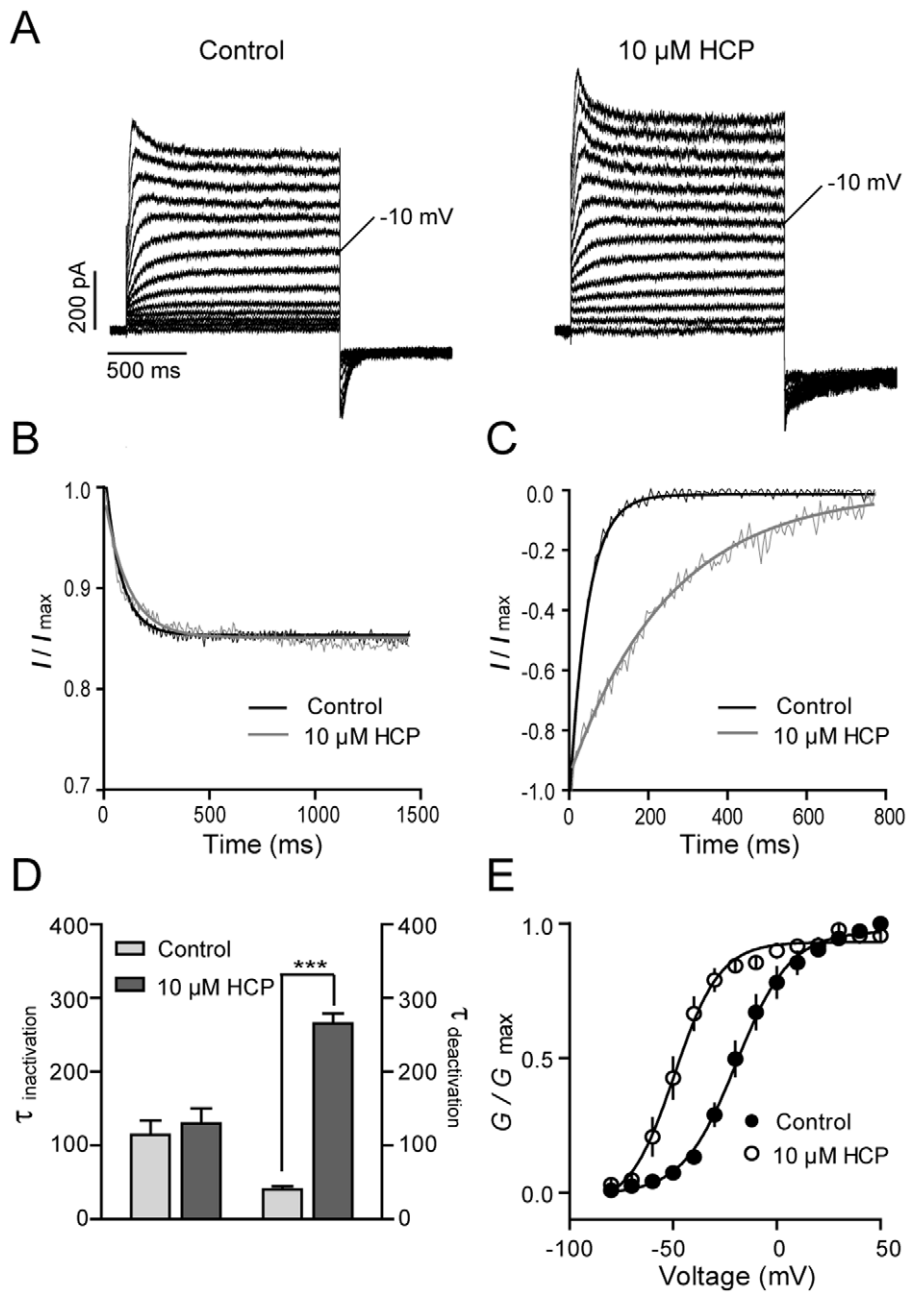 A
Control
10 µM HCP
-10 mV
-10 mV
200 pA
500 ms
B
C
1.0
0.9
0.8
0.7
I / I max
0
500
1000
1500
Time (ms)
Control
10 µM HCP
0.0
-0.2
-0.4
-0.6
-0.8
-1.0
I / I max
0
200
400
600
800
Time (ms)
Control
10 µM HCP
D
E
400
300
200
100
0
τ inactivation
Control
10 µM HCP
***
400
300
200
100
0
τ deactivation
1.0
0.5
0.0
G / G max
Control
10 µM HCP
-100
-50
0
50
Voltage (mV)